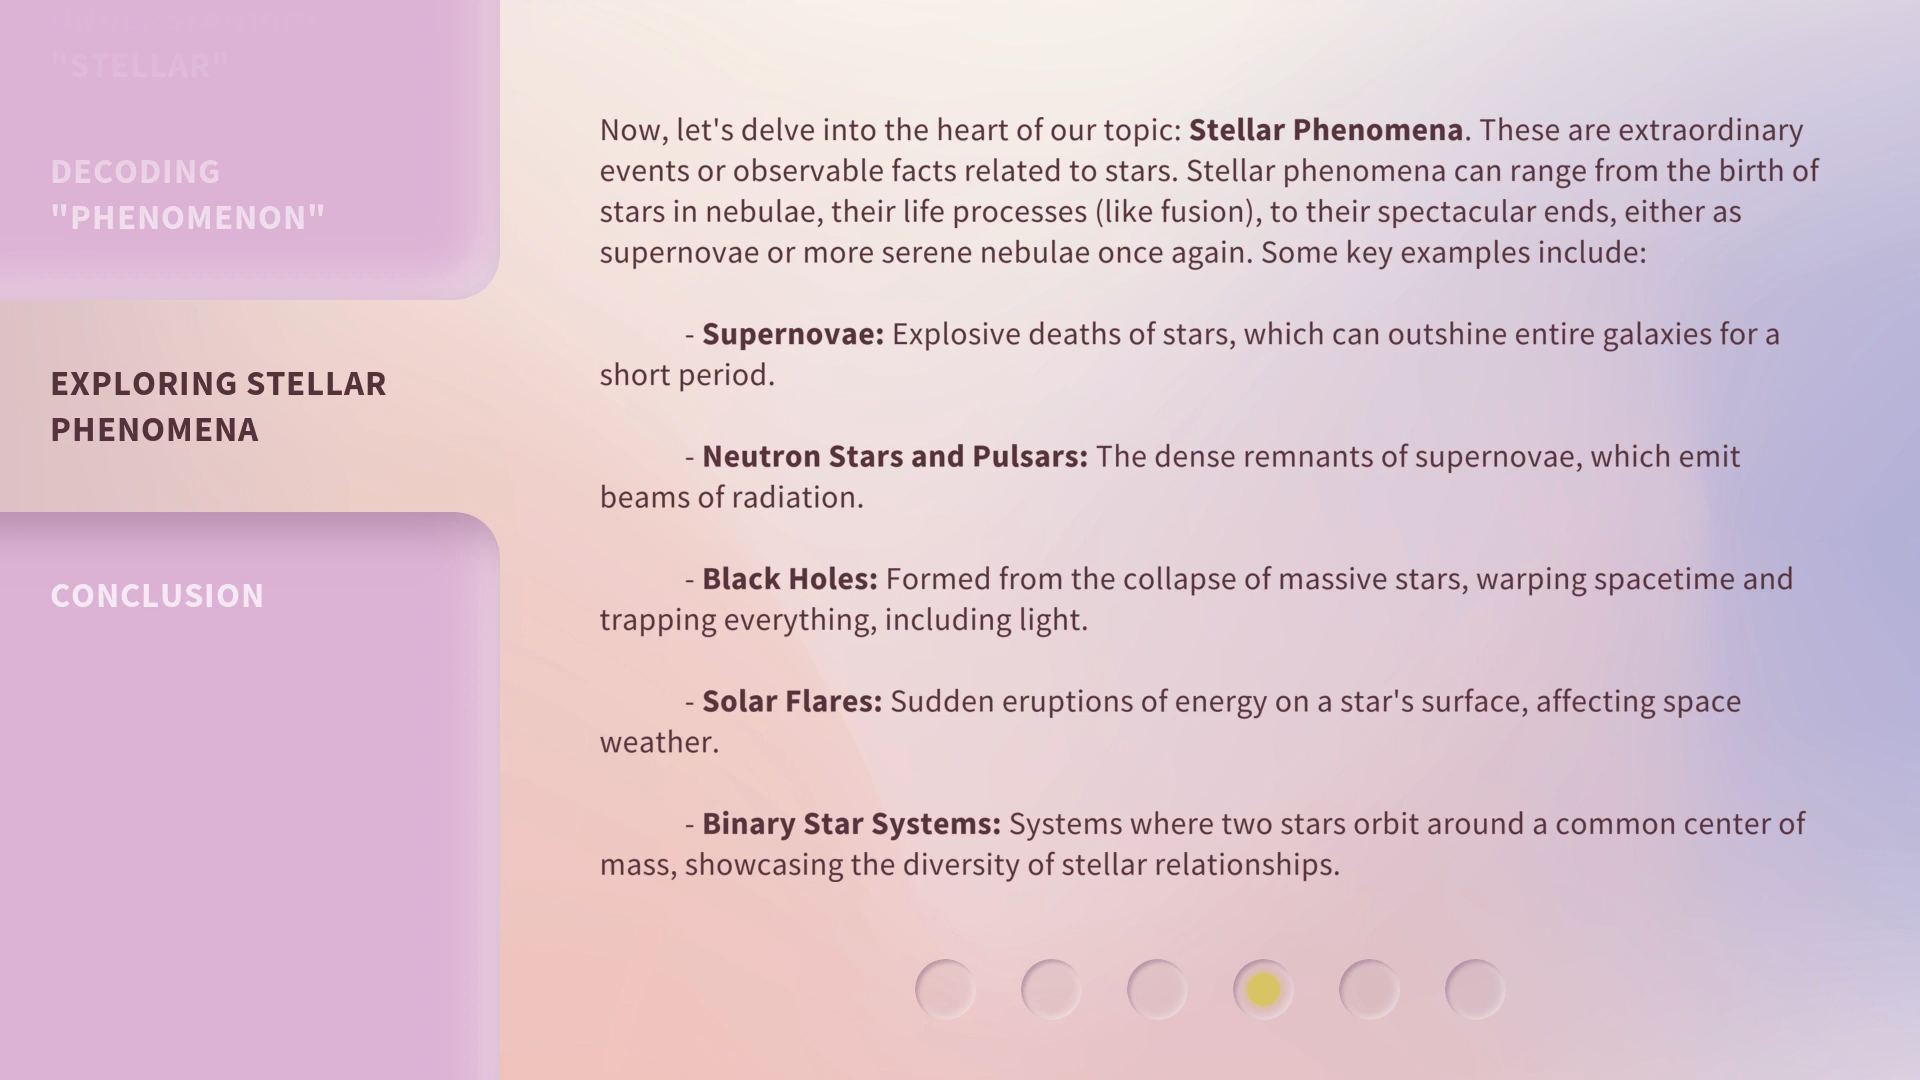 "STELLAR"
DECODING
"PHENOMENON"
EXPLORING STELLAR
PHENOMENA
CONCLUSION
Now, let's delve into the heart of our topic: Stellar Phenomena. These are extraordinary
events or observable facts related to stars. Stellar phenomena can range from the birth of
stars in nebulae, their life processes (like fusion), to their spectacular ends, either as
supernovae or more serene nebulae once again. Some key examples include:
- Supernovae: Explosive deaths of stars, which can outshine entire galaxies for a
short period.
- Neutron Stars and Pulsars: The dense remnants of supernovae, which emit
beams of radiation.
- Black Holes: Formed from the collapse of massive stars, warping spacetime and
trapping everything, including light.
- Solar Flares: Sudden eruptions of energy on a star's surface, affecting space
weather.
- Binary Star Systems: Systems where two stars orbit around a common center of
mass, showcasing the diversity of stellar relationships.